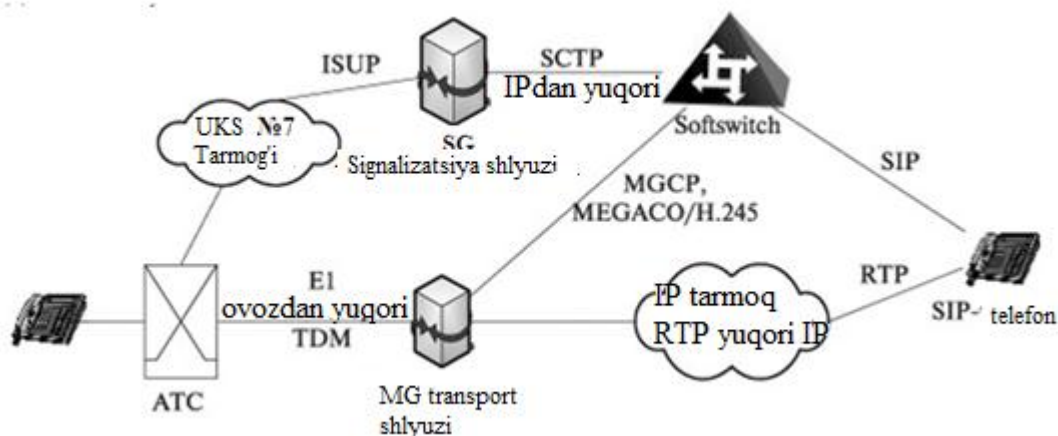 ISUP
SCTP
IPdan yuqori
Softswitch
UKS №7
Tarmog'i
SG
Signalizatsiya shlyuzi
SIP
MGCP,
MEGACO/H.245
E1
ovozdan yuqori
TDM
IP tarmoq
RTP yuqori IP
RTP
SIP- telefon
ATC
MG transport
shlyuzi